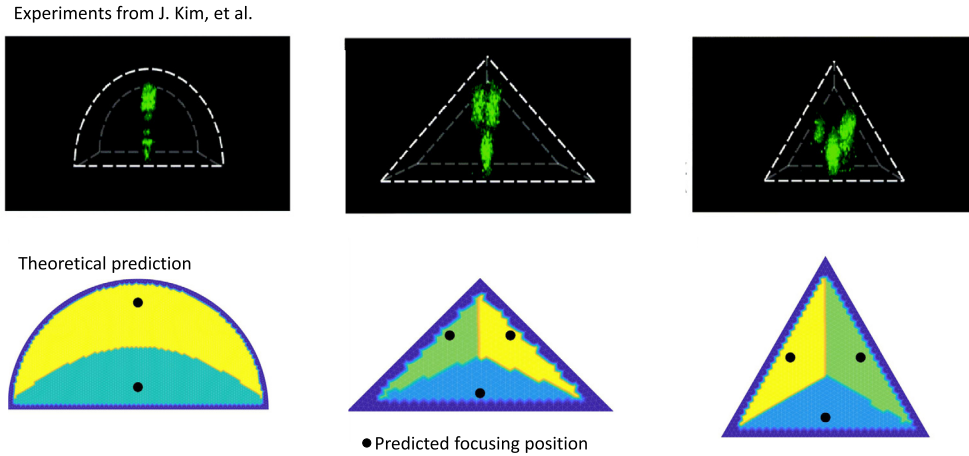 Experiments from J. Kim, et al.
Theoretical prediction
Predicted focusing position